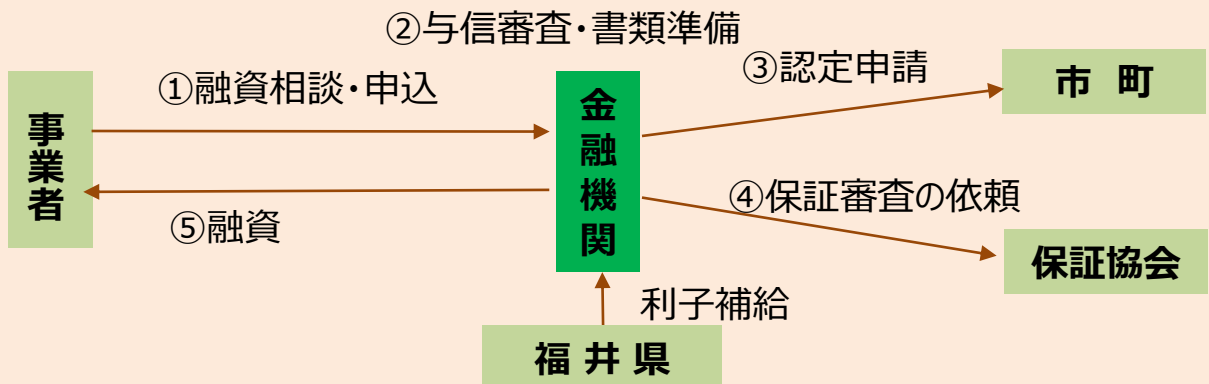 ②与信審査・書類準備
①融資相談・申込
③認定申請
市 町
事業者
金融機関
④保証審査の依頼
⑤融資
保証協会
利子補給
福 井 県